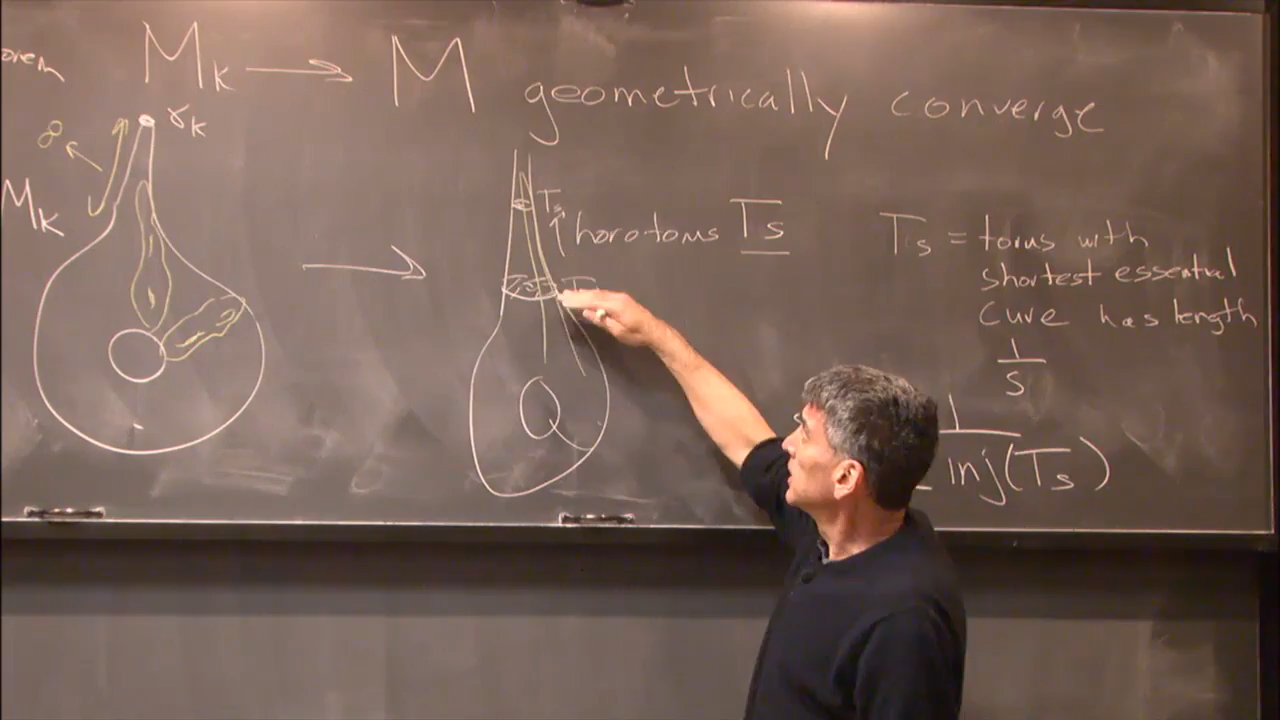 M_K → M geometrically converge
γ_K
∞
M_K
T_s
horotorus T_s
T_s = torus with
shortest essential
curve has length
1/s
1
inj(T_s)